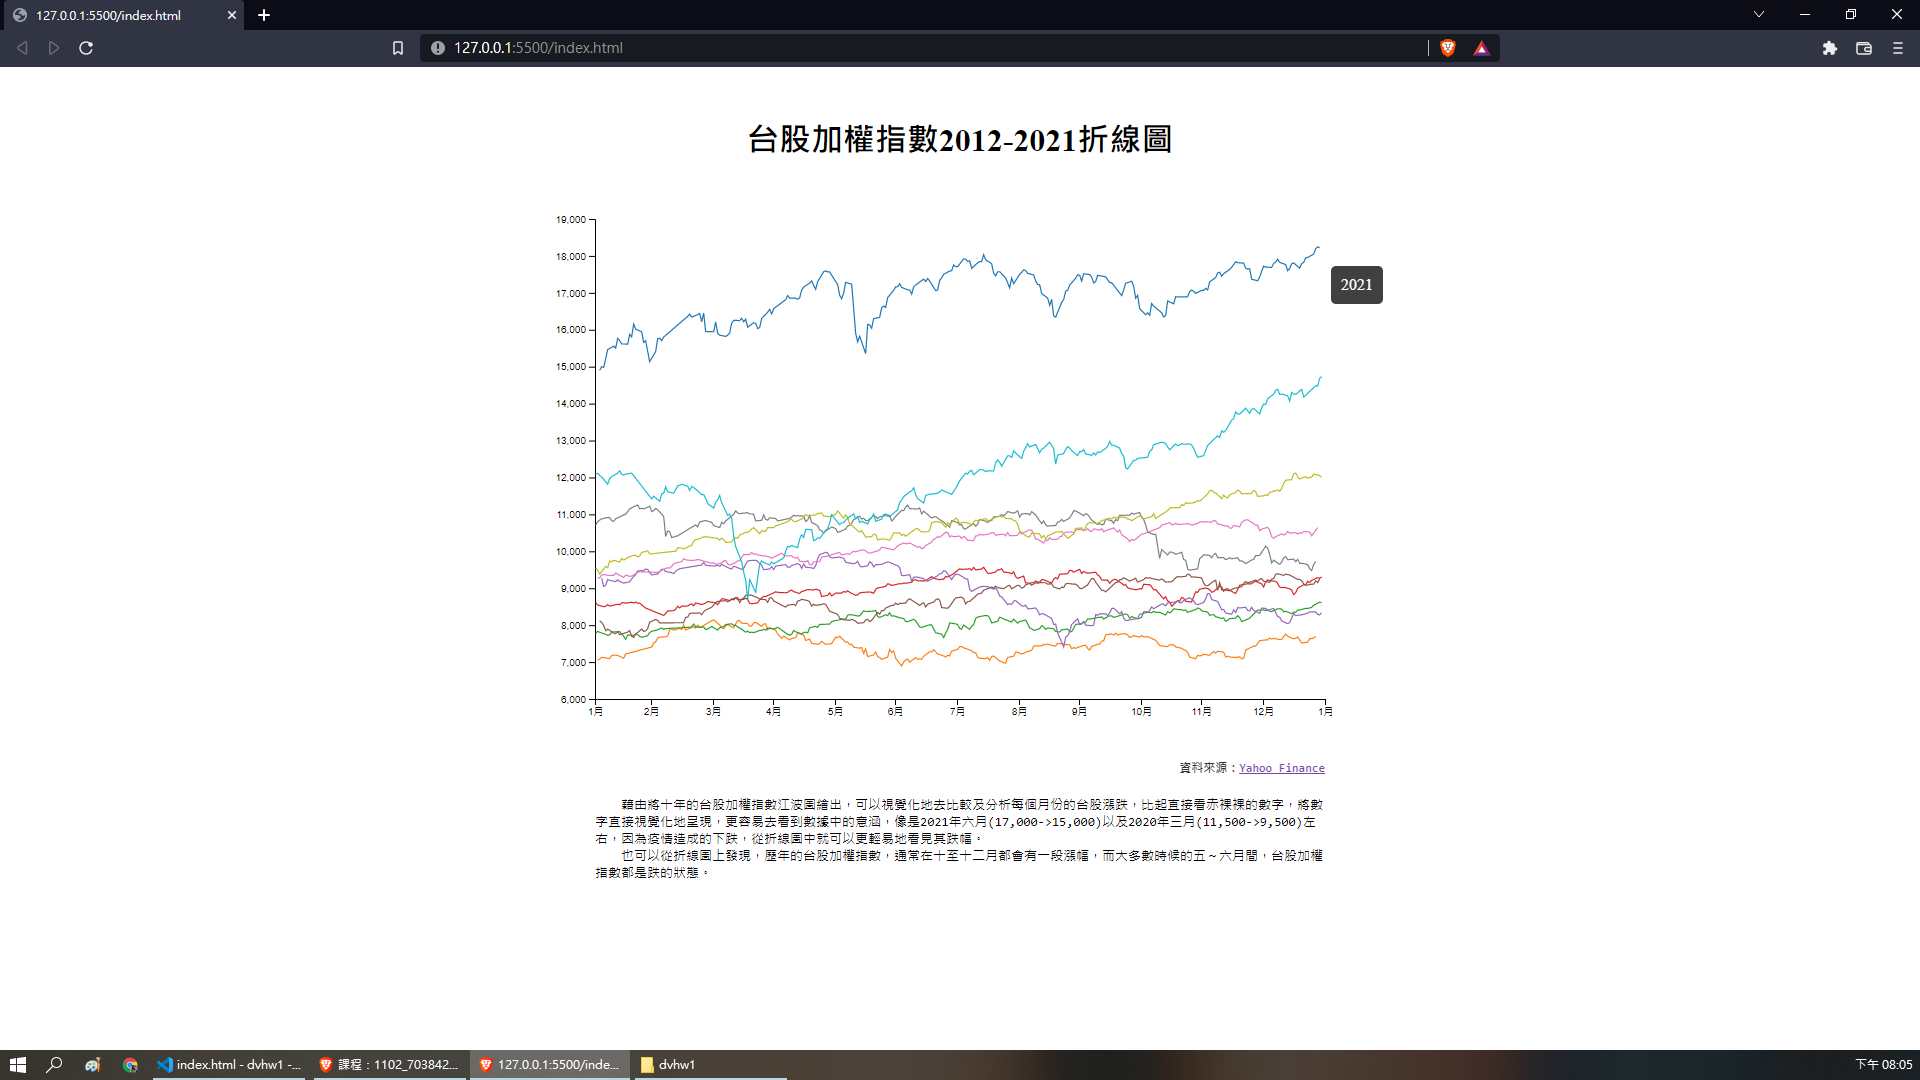 127.0.0.1:5500/index.html
127.0.0.1:5500/index.html
台股加權指數2012-2021折線圖
19,000
18,000
17,000
16,000
15,000
14,000
13,000
12,000
11,000
10,000
9,000
8,000
7,000
6,000
2021
1月 2月 3月 4月 5月 6月 7月 8月 9月 10月 11月 12月 1月
資料來源：Yahoo Finance
藉由將十年的台股加權指數江波圖繪出，可以視覺化地去比較及分析每個月份的台股漲跌，比起直接看赤裸裸的數字，將數
字直接視覺化地呈現，更容易去看到數據中的意涵，像是2021年六月(17,000->15,000)以及2020年三月(11,500->9,500)左
右，因為疫情造成的下跌，從折線圖中就可以更輕易地看見其跌幅。
也可以從折線圖上發現，歷年的台股加權指數，通常在十至十二月都會有一段漲幅，而大多數時候的五～六月間，台股加權
指數都是跌的狀態。
index.html - dvhw1 -...
課程：1102_703842...
127.0.0.1:5500/inde...
dvhw1
下午 08:05